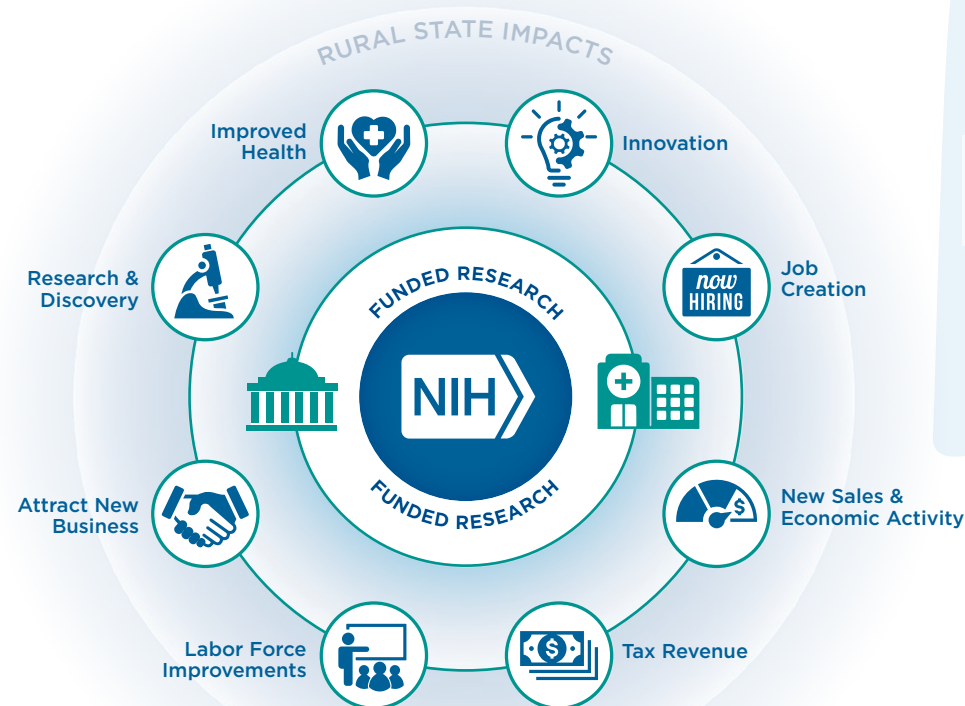 RURAL STATE IMPACTS
Improved
Health
Innovation
Research &
Discovery
Job
Creation
now
HIRING
FUNDED RESEARCH
NIH
FUNDED RESEARCH
Attract New
Business
$
New Sales &
Economic Activity
Labor Force
Improvements
$
Tax Revenue